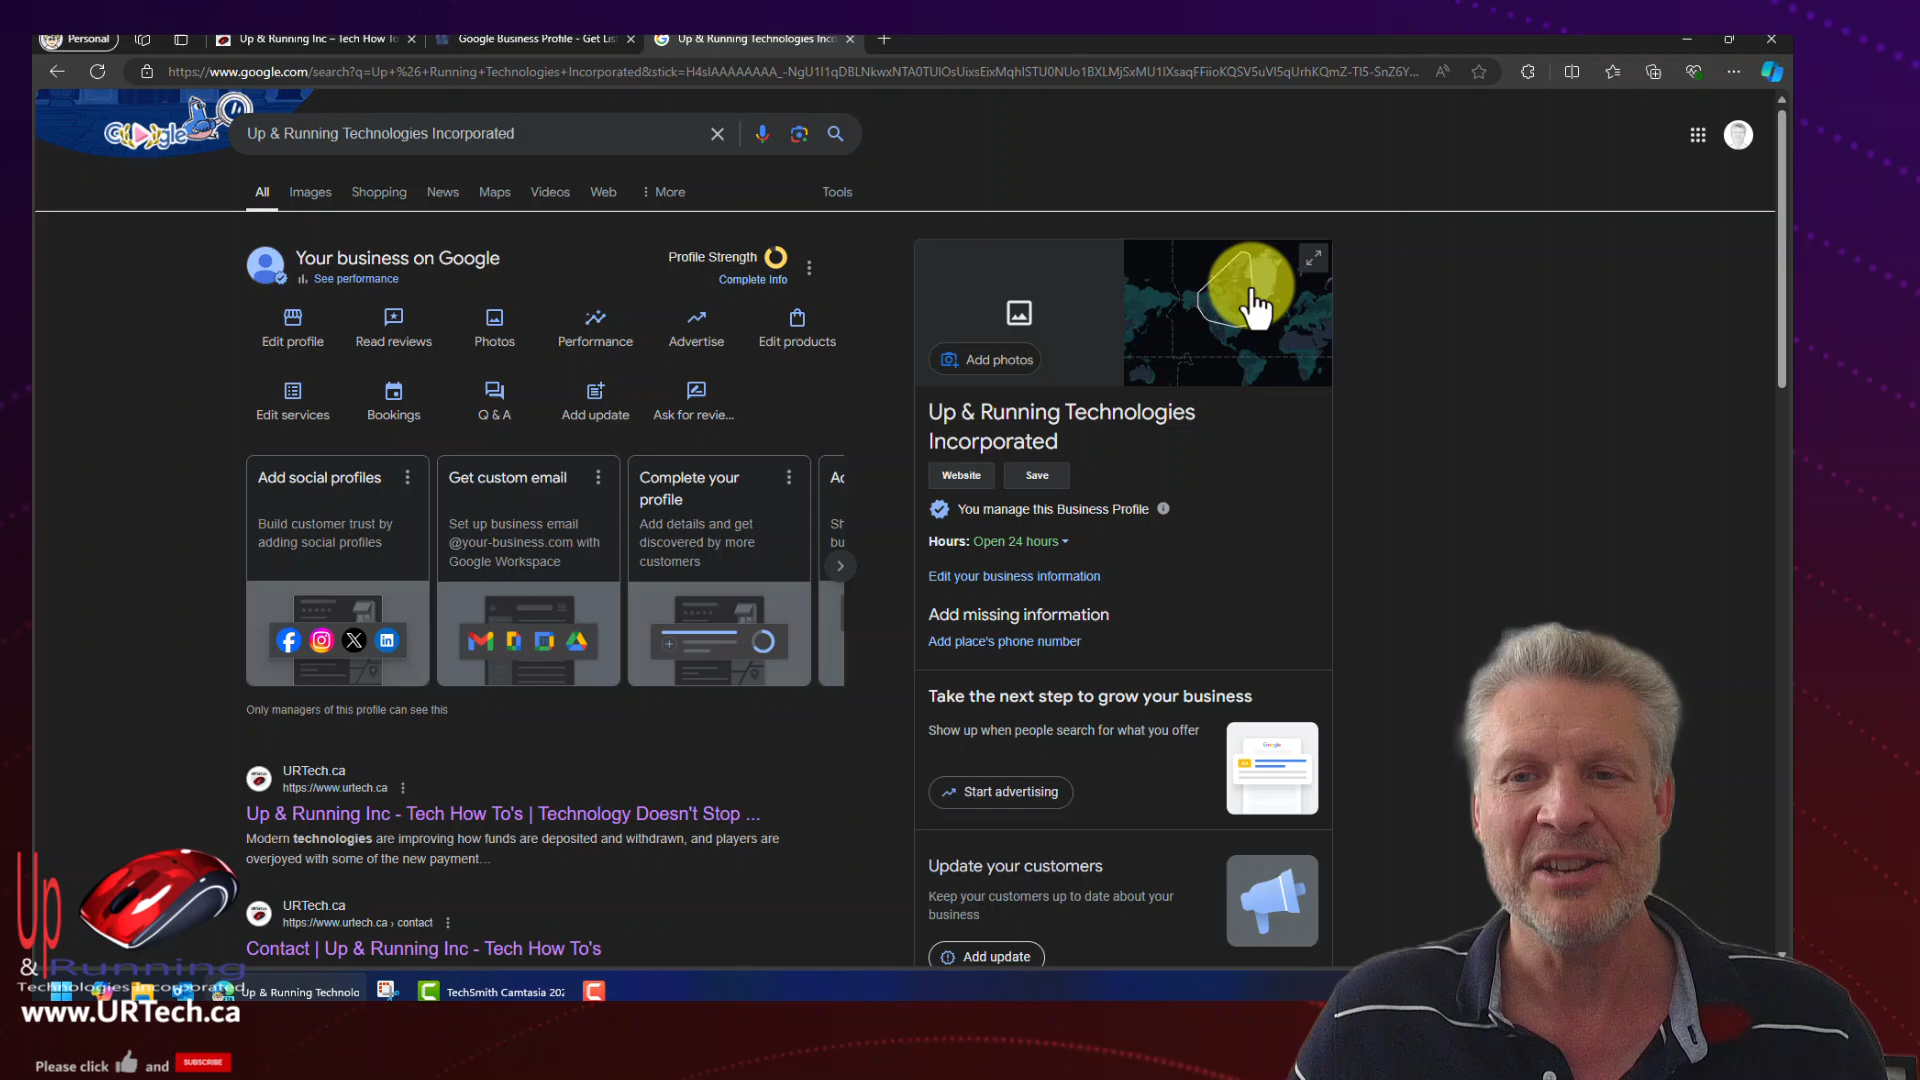 Personal
Up & Running Inc – Tech How To
Google Business Profile - Get Lis
Up & Running Technologies Inco
https://www.google.com/search?q=Up+%26+Running+Technologies+Incorporated&stick=
Google
Up & Running Technologies Incorporated
All
Images
Shopping
News
Maps
Videos
Web
More
Tools
Your business on Google
See performance
Profile Strength
Complete Info
Edit profile
Read reviews
Photos
Performance
Advertise
Edit products
Edit services
Bookings
Q & A
Add update
Ask for revie...
Add social profiles
Build customer trust by
adding social profiles
Get custom email
Set up business email
@your-business.com with
Google Workspace
Complete your
profile
Add details and get
discovered by more
customers
Only managers of this profile can see this
URTech.ca
https://www.urtech.ca
Up & Running Inc - Tech How To's | Technology Doesn't Stop ...
Modern technologies are improving how funds are deposited and withdrawn, and players are
overjoyed with some of the new payment...
URTech.ca
https://www.urtech.ca › contact
Contact | Up & Running Inc - Tech How To's
Add photos
Up & Running Technologies
Incorporated
Website
Save
You manage this Business Profile
Hours: Open 24 hours
Edit your business information
Add missing information
Add place's phone number
Take the next step to grow your business
Show up when people search for what you offer
Start advertising
Google
Ad
Update your customers
Keep your customers up to date about your
business
Add update
Up & Running Technolo
TechSmith Camtasia 202
Up
& Running
Technologies Incorporated
www.URTech.ca
Please click and SUBSCRIBE